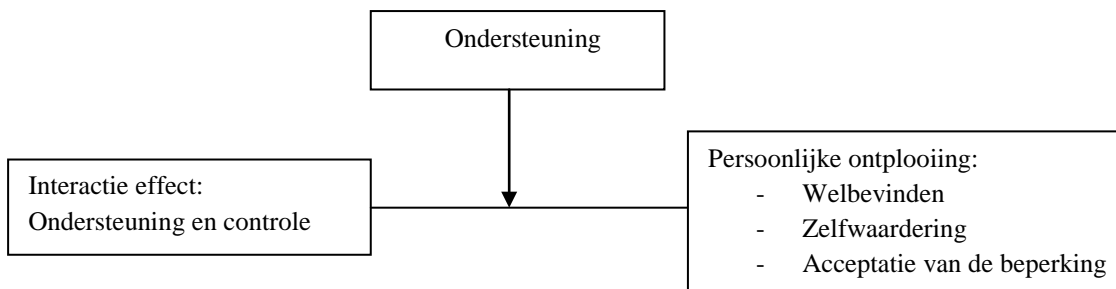 Ondersteuning
Interactie effect:
Ondersteuning en controle
Persoonlijke ontplooiing:
- Welbevinden
- Zelfwaardering
- Acceptatie van de beperking